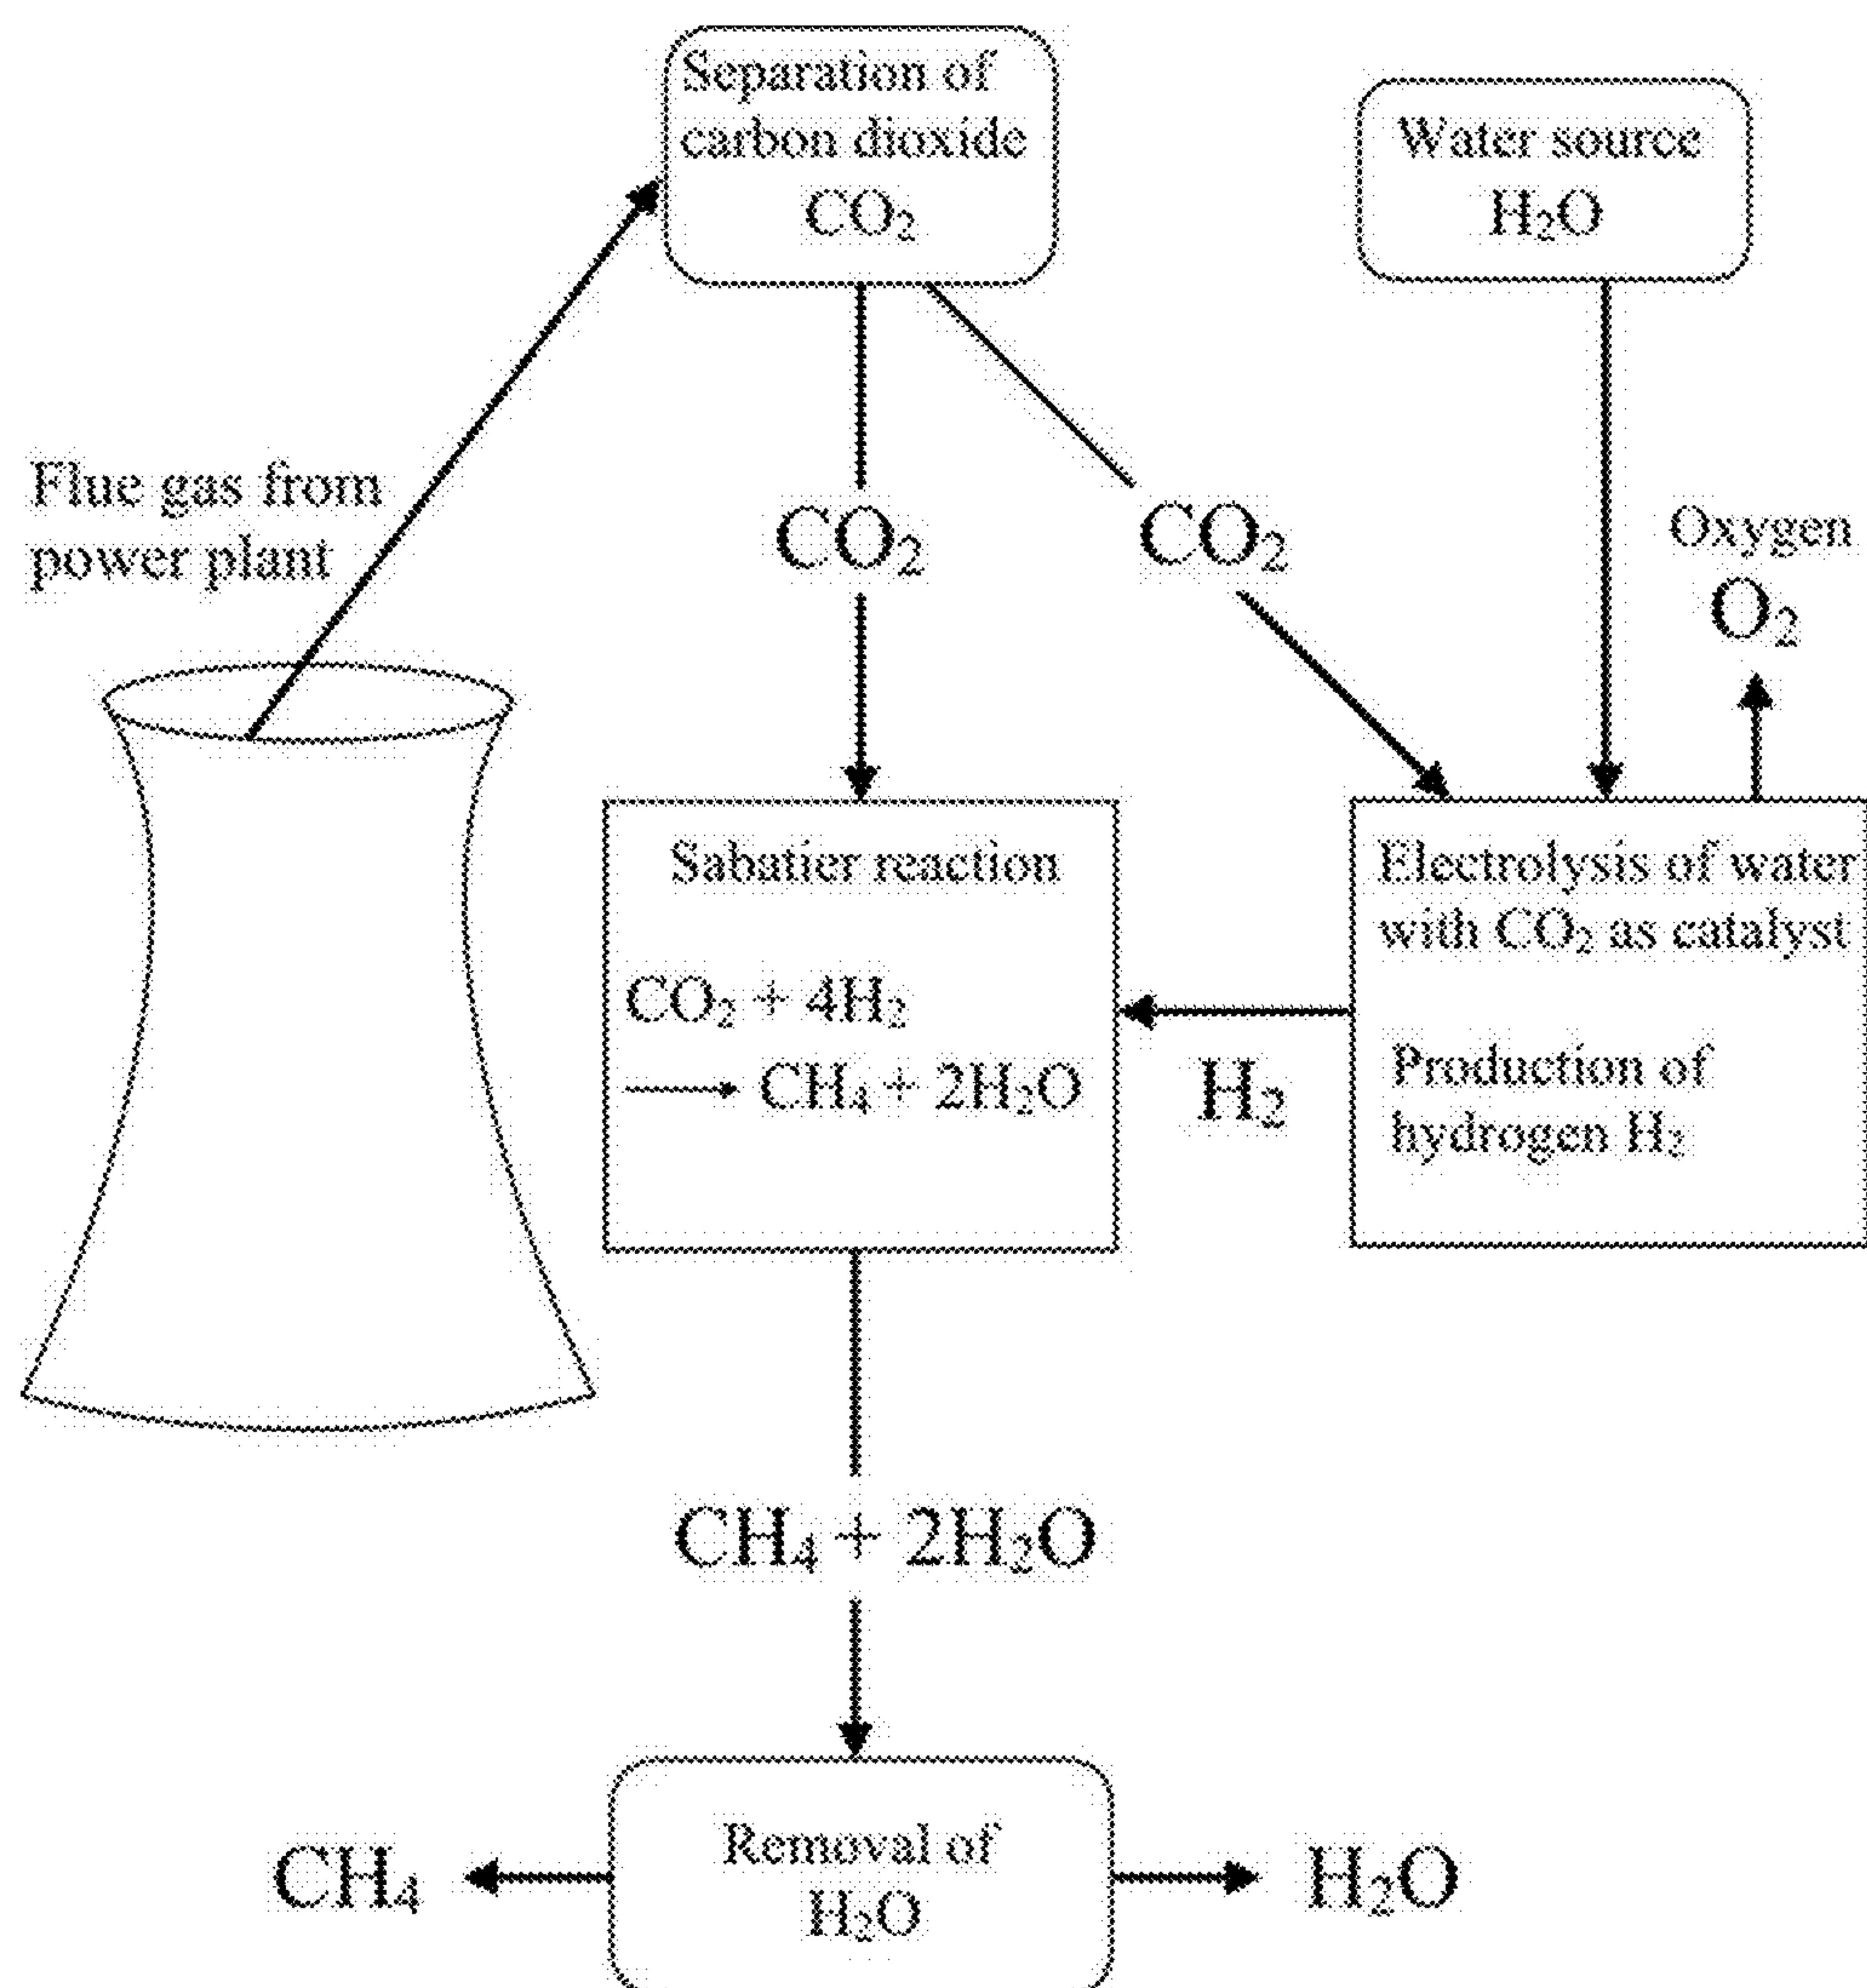 Separation of
carbon dioxide
CO₂
Water source
H₂O
Flue gas from
power plant
CO₂
CO₂
Oxygen
O₂
Sabatier reaction
CO₂ + 4H₂
⟶ CH₄ + 2H₂O
H₂
Electrolysis of water
with CO₂ as catalyst
Production of
hydrogen H₂
CH₄ + 2H₂O
Removal of
H₂O
CH₄
H₂O